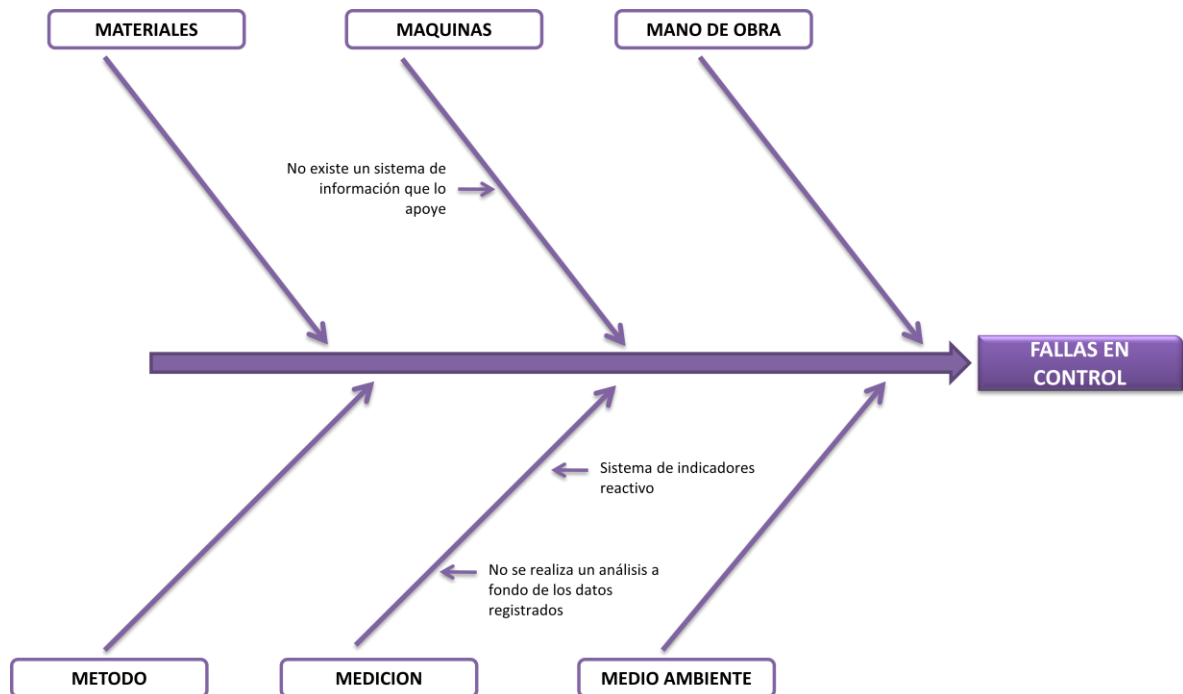 MATERIALES
MAQUINAS
MANO DE OBRA
No existe un sistema de
información que lo
apoye
FALLAS EN
CONTROL
Sistema de indicadores
reactivo
No se realiza un análisis a
fondo de los datos
registrados
METODO
MEDICION
MEDIO AMBIENTE